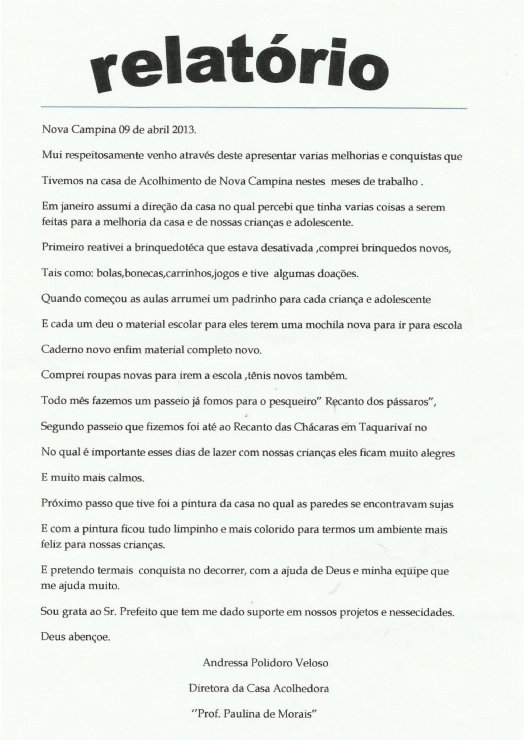 relatório
Nova Campina 09 de abril 2013.
Mui respeitosamente venho através deste apresentar varias melhorias e conquistas que
Tivemos na casa de Acolhimento de Nova Campina nestes meses de trabalho .
Em janeiro assumi a direção da casa no qual percebi que tinha varias coisas a serem
feitas para a melhoria da casa e de nossas crianças e adolescente.
Primeiro reativei a brinquedotéca que estava desativada ,comprei brinquedos novos,
Tais como: bolas,bonecas,carrinhos,jogos e tive algumas doações.
Quando começou as aulas arrumei um padrinho para cada criança e adolescente
E cada um deu o material escolar para eles terem uma mochila nova para ir para escola
Caderno novo enfim material completo novo.
Comprei roupas novas para irem a escola ,tênis novos também.
Todo mês fazemos um passeio já fomos para o pesqueiro” Recanto dos pássaros”,
Segundo passeio que fizemos foi até ao Recanto das Chácaras em Taquarivaí no
No qual é importante esses dias de lazer com nossas crianças eles ficam muito alegres
E muito mais calmos.
Próximo passo que tive foi a pintura da casa no qual as paredes se encontravam sujas
E com a pintura ficou tudo limpinho e mais colorido para termos um ambiente mais
feliz para nossas crianças.
E pretendo termais conquista no decorrer, com a ajuda de Deus e minha equipe que
me ajuda muito.
Sou grata ao Sr. Prefeito que tem me dado suporte em nossos projetos e nessecidades.
Deus abençoe.
Andressa Polidoro Veloso
Diretora da Casa Acolhedora
‘’Prof. Paulina de Morais”